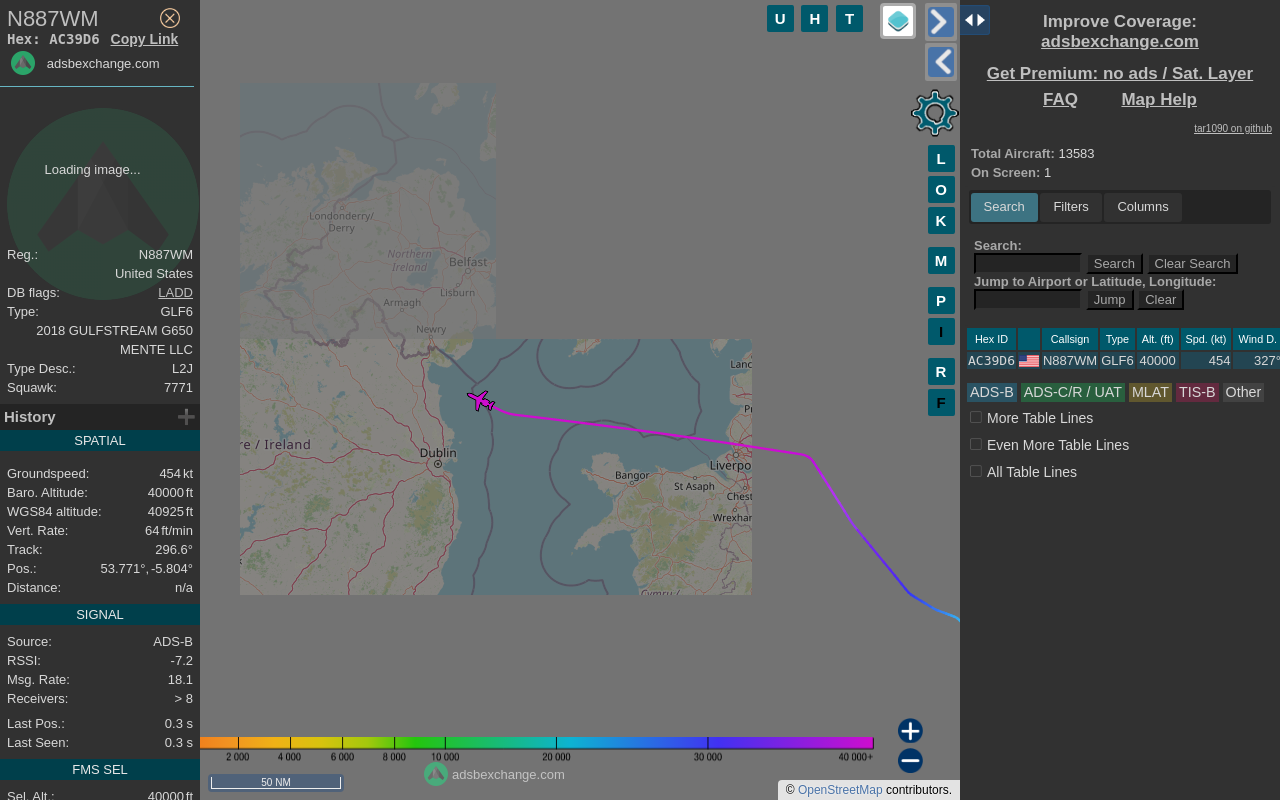 N887WM
Hex: AC39D6 Copy Link
adsbexchange.com
Loading image...
Reg.: N887WM
United States
DB flags: LADD
Type: GLF6
2018 GULFSTREAM G650
MENTE LLC
Type Desc.: L2J
Squawk: 7771
History
SPATIAL
Groundspeed: 454 kt
Baro. Altitude: 40000 ft
WGS84 altitude: 40925 ft
Vert. Rate: 64 ft/min
Track: 296.6°
Pos.: 53.771°, -5.804°
Distance: n/a
SIGNAL
Source: ADS-B
RSSI: -7.2
Msg. Rate: 18.1
Receivers: > 8
Last Pos.: 0.3 s
Last Seen: 0.3 s
FMS SEL
Sel. Alt.: 40000 ft
U H T
L
O
K
M
P
I
R
F
Londonderry/
Derry
Northern
Ireland
Belfast
Lisburn
Armagh
Newry
Lanc
Pr
re / Ireland
Dublin
Liverpo
Bangor
St Asaph
Chest
Wrexhar
Cymru /
2 000 4 000 6 000 8 000 10 000 20 000 30 000 40 000+
adsbexchange.com
50 NM
© OpenStreetMap contributors.
Improve Coverage:
adsbexchange.com
Get Premium: no ads / Sat. Layer
FAQ Map Help
tar1090 on github
Total Aircraft: 13583
On Screen: 1
Search Filters Columns
Search:
Search Clear Search
Jump to Airport or Latitude, Longitude:
Jump Clear
Hex ID Callsign Type Alt. (ft) Spd. (kt) Wind D.
AC39D6 N887WM GLF6 40000 454 327°
ADS-B ADS-C/R / UAT MLAT TIS-B Other
More Table Lines
Even More Table Lines
All Table Lines